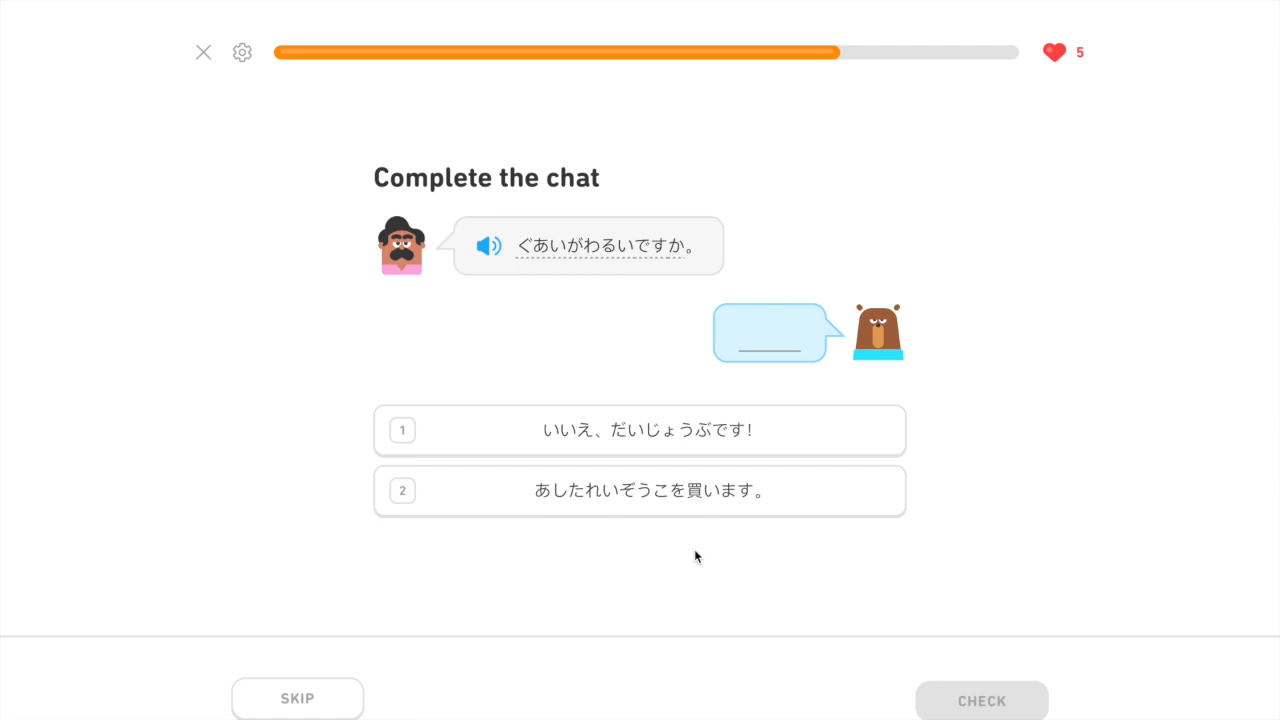 5
Complete the chat
ぐあいがわるいですか。
1 いいえ、だいじょうぶです!
2 あしたれいぞうこを買います。
SKIP
CHECK